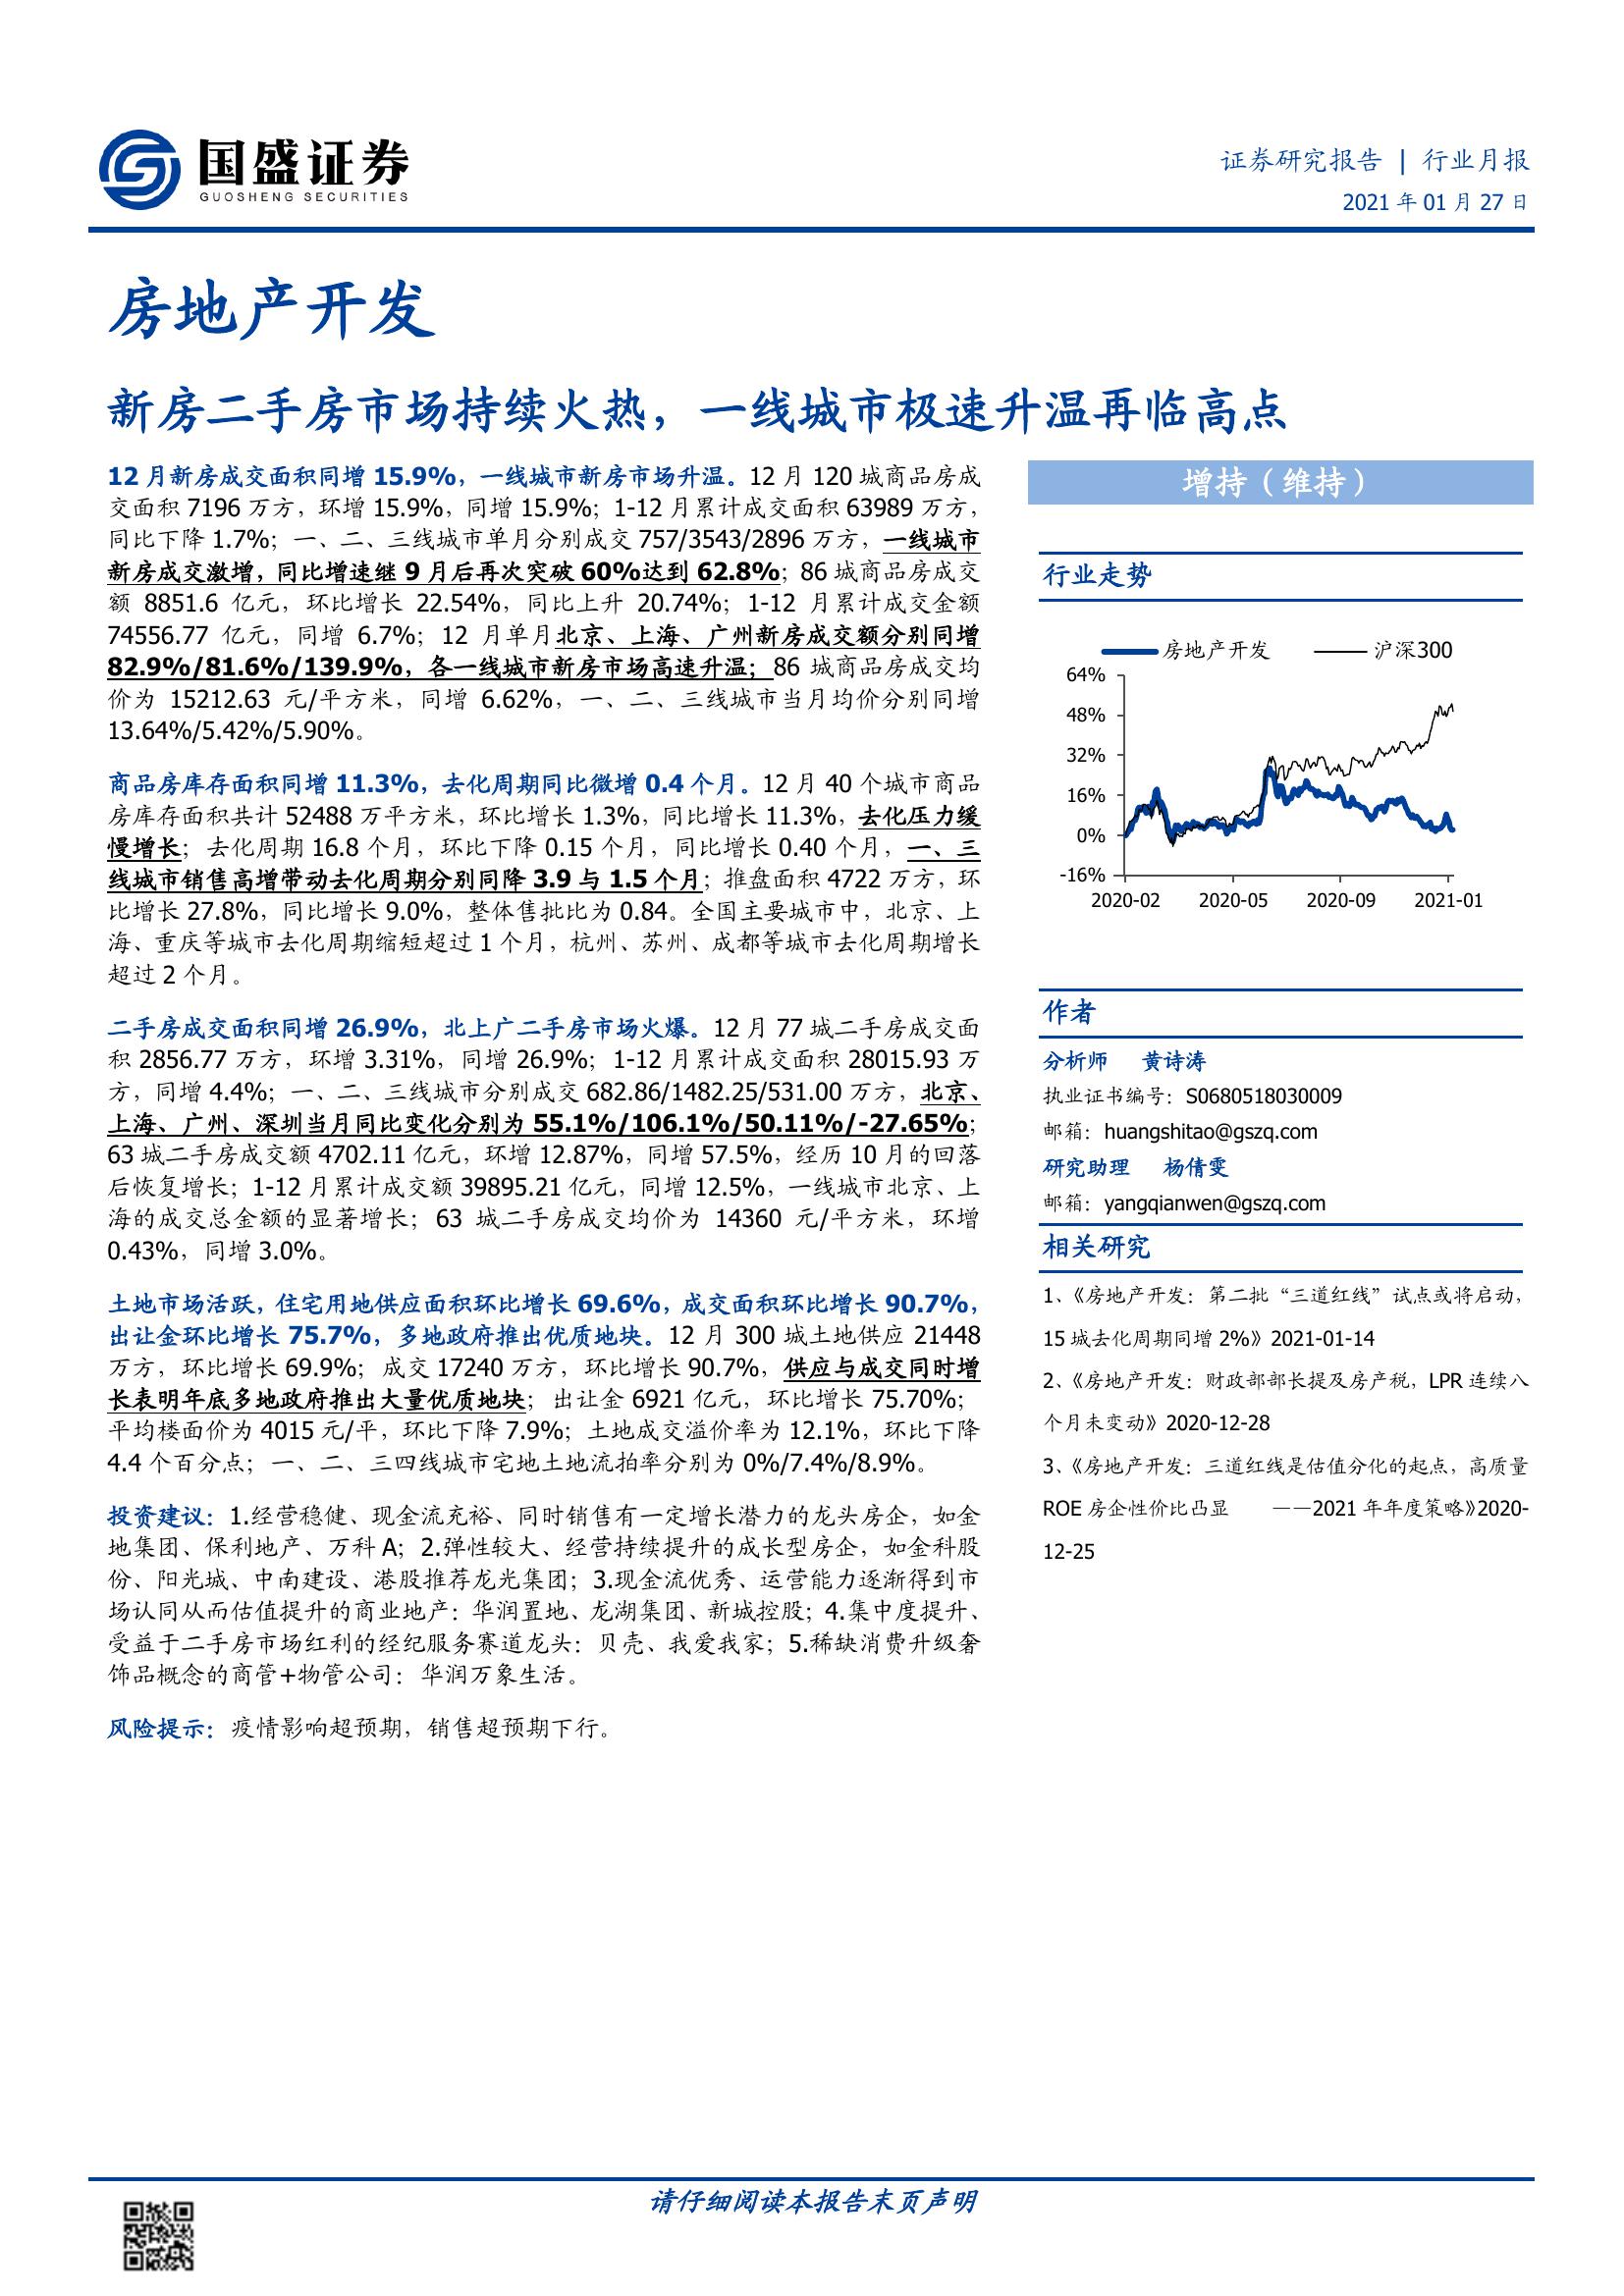 国盛证券
GUOSHENG SECURITIES
证券研究报告 | 行业月报
2021 年 01 月 27 日
房地产开发
新房二手房市场持续火热，一线城市极速升温再临高点
12 月新房成交面积同增 15.9%，一线城市新房市场升温。12 月 120 城商品房成
交面积 7196 万方，环增 15.9%，同增 15.9%；1-12 月累计成交面积 63989 万方，
同比下降 1.7%；一、二、三线城市单月分别成交 757/3543/2896 万方，一线城市
新房成交激增，同比增速继 9 月后再次突破 60%达到 62.8%；86 城商品房成交
额 8851.6 亿元，环比增长 22.54%，同比上升 20.74%；1-12 月累计成交金额
74556.77 亿元，同增 6.7%；12 月单月北京、上海、广州新房成交额分别同增
82.9%/81.6%/139.9%，各一线城市新房市场高速升温；86 城商品房成交均
价为 15212.63 元/平方米，同增 6.62%，一、二、三线城市当月均价分别同增
13.64%/5.42%/5.90%。
商品房库存面积同增 11.3%，去化周期同比微增 0.4 个月。12 月 40 个城市商品
房库存面积共计 52488 万平方米，环比增长 1.3%，同比增长 11.3%，去化压力缓
慢增长；去化周期 16.8 个月，环比下降 0.15 个月，同比增长 0.40 个月，一、三
线城市销售高增带动去化周期分别同降 3.9 与 1.5 个月；推盘面积 4722 万方，环
比增长 27.8%，同比增长 9.0%，整体售批比为 0.84。全国主要城市中，北京、上
海、重庆等城市去化周期缩短超过 1 个月，杭州、苏州、成都等城市去化周期增长
超过 2 个月。
二手房成交面积同增 26.9%，北上广二手房市场火爆。12 月 77 城二手房成交面
积 2856.77 万方，环增 3.31%，同增 26.9%；1-12 月累计成交面积 28015.93 万
方，同增 4.4%；一、二、三线城市分别成交 682.86/1482.25/531.00 万方，北京、
上海、广州、深圳当月同比变化分别为 55.1%/106.1%/50.11%/-27.65%；
63 城二手房成交额 4702.11 亿元，环增 12.87%，同增 57.5%，经历 10 月的回落
后恢复增长；1-12 月累计成交额 39895.21 亿元，同增 12.5%，一线城市北京、上
海的成交总金额的显著增长；63 城二手房成交均价为 14360 元/平方米，环增
0.43%，同增 3.0%。
土地市场活跃，住宅用地供应面积环比增长 69.6%，成交面积环比增长 90.7%，
出让金环比增长 75.7%，多地政府推出优质地块。12 月 300 城土地供应 21448
万方，环比增长 69.9%；成交 17240 万方，环比增长 90.7%，供应与成交同时增
长表明年底多地政府推出大量优质地块；出让金 6921 亿元，环比增长 75.70%；
平均楼面价为 4015 元/平，环比下降 7.9%；土地成交溢价率为 12.1%，环比下降
4.4 个百分点；一、二、三四线城市宅地土地流拍率分别为 0%/7.4%/8.9%。
投资建议：1.经营稳健、现金流充裕、同时销售有一定增长潜力的龙头房企，如金
地集团、保利地产、万科 A；2.弹性较大、经营持续提升的成长型房企，如金科股
份、阳光城、中南建设、港股推荐龙光集团；3.现金流优秀、运营能力逐渐得到市
场认同从而估值提升的商业地产：华润置地、龙湖集团、新城控股；4.集中度提升、
受益于二手房市场红利的经纪服务赛道龙头：贝壳、我爱我家；5.稀缺消费升级奢
饰品概念的商管+物管公司：华润万象生活。
风险提示：疫情影响超预期，销售超预期下行。
增持（维持）
行业走势
房地产开发 沪深300
64%
48%
32%
16%
0%
-16%
2020-02 2020-05 2020-09 2021-01
作者
分析师 黄诗涛
执业证书编号：S0680518030009
邮箱：huangshitao@gszq.com
研究助理 杨倩雯
邮箱：yangqianwen@gszq.com
相关研究
1、《房地产开发：第二批“三道红线”试点或将启动，
15 城去化周期同增 2%》2021-01-14
2、《房地产开发：财政部部长提及房产税，LPR 连续八
个月未变动》2020-12-28
3、《房地产开发：三道红线是估值分化的起点，高质量
ROE 房企性价比凸显 ——2021 年年度策略》2020-
12-25
请仔细阅读本报告末页声明